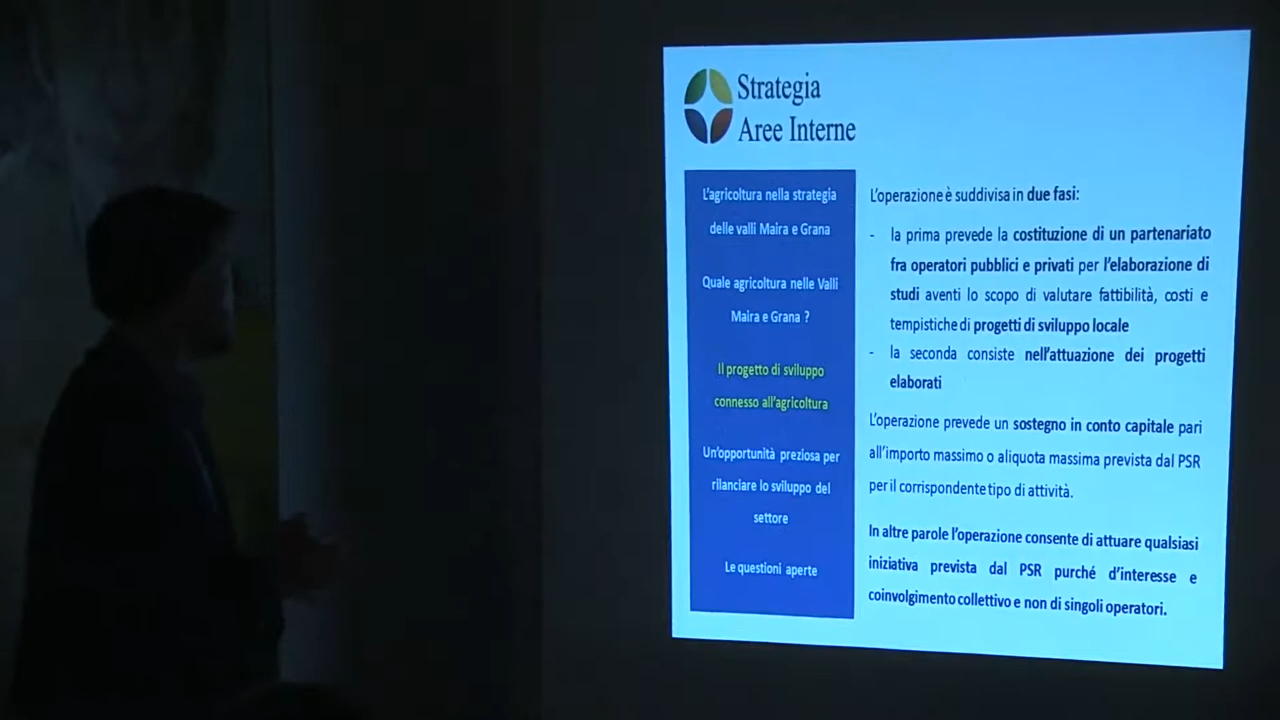 Strategia
Aree Interne
L'agricoltura nella strategia
delle valli Maira e Grana
Quale agricoltura nelle Valli
Maira e Grana ?
Il progetto di sviluppo
connesso all'agricoltura
Un'opportunità preziosa per
rilanciare lo sviluppo del
settore
Le questioni aperte
L'operazione è suddivisa in due fasi:
- la prima prevede la costituzione di un partenariato
fra operatori pubblici e privati per l'elaborazione di
studi aventi lo scopo di valutare fattibilità, costi e
tempistiche di progetti di sviluppo locale
- la seconda consiste nell'attuazione dei progetti
elaborati
L'operazione prevede un sostegno in conto capitale pari
all'importo massimo o aliquota massima prevista dal PSR
per il corrispondente tipo di attività.
In altre parole l'operazione consente di attuare qualsiasi
iniziativa prevista dal PSR purché d'interesse e
coinvolgimento collettivo e non di singoli operatori.